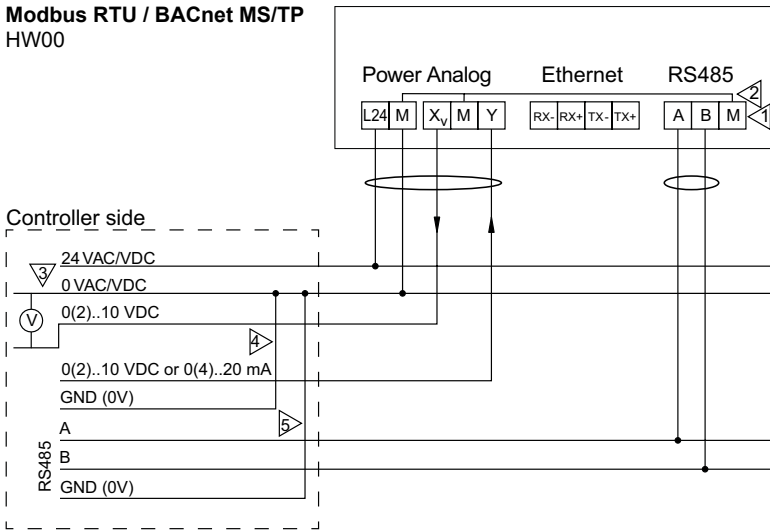 Modbus RTU / BACnet MS/TP
HW00
Power Analog Ethernet RS485
2
L24 M Xv M Y RX- RX+ TX- TX+ A B M 1
Controller side
24 VAC/VDC
3
0 VAC/VDC
0(2)..10 VDC
V
4
0(2)..10 VDC or 0(4)..20 mA
GND (0V)
5
A
RS485
B
GND (0V)